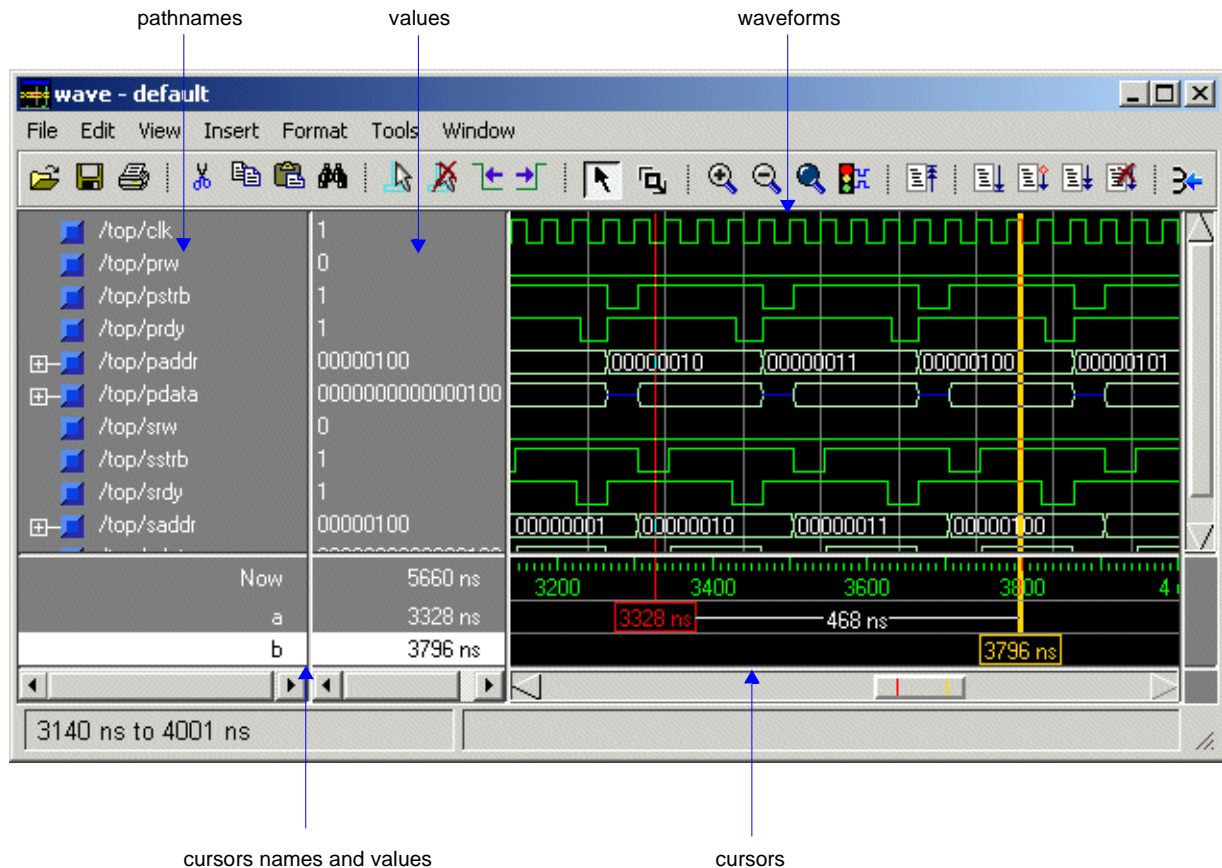 pathnames values waveforms
wave - default
File Edit View Insert Format Tools Window
/top/clk 1
/top/prw 0
/top/pstrb 1
/top/prdy 1
/top/paddr 00000100 00000010 00000011 00000100 00000101
/top/pdata 0000000000000100
/top/srw 0
/top/sstrb 1
/top/srdy 1
/top/saddr 00000100 00000001 00000010 00000011 00000100
Now 5660 ns 3200 3400 3600 3800 4
a 3328 ns 3328 ns 468 ns
b 3796 ns 3796 ns
3140 ns to 4001 ns
cursors names and values cursors